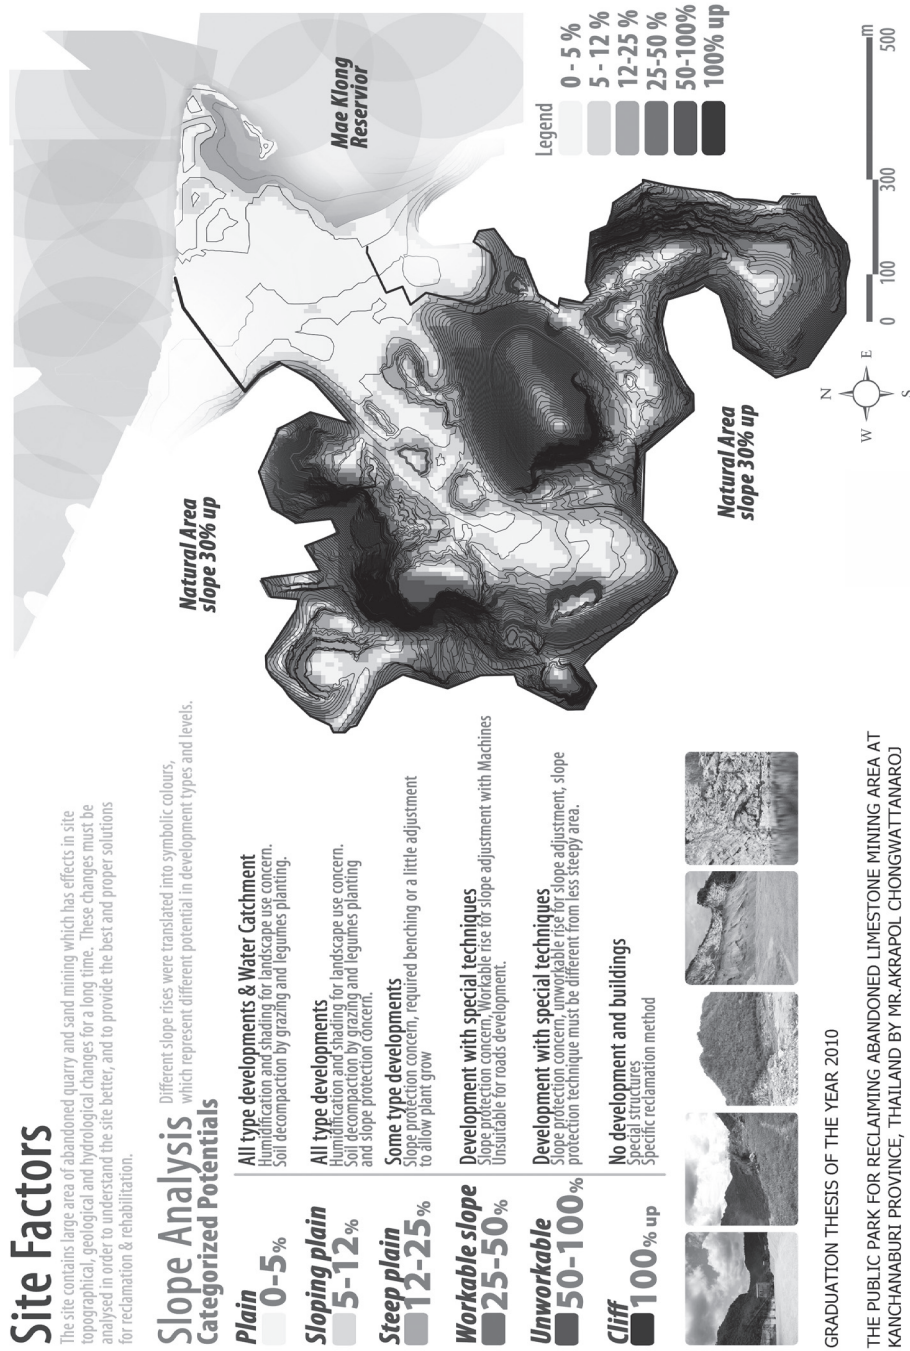 Site Factors
The site contains large area of abandoned quarry and sand mining which has effects in site
topographical, geological and hydrological changes for a long time. These changes must be
analysed in order to understand the site better, and to provide the best and proper solutions
for reclamation & rehabilitation.
Slope Analysis
Categorized Potentials
Different slope rises were translated into symbolic colours,
which represent different potential in development types and levels.
Plain
0-5%
All type developments & Water Catchment
Humidification and shading for landscape use concern.
Soil decompaction by grazing and legumes planting.
Sloping plain
5-12%
All type developments
Humidification and shading for landscape use concern.
Soil decompaction by grazing and legumes planting
and slope protection concern.
Steep plain
12-25%
Some type developments
Slope protection concern, required benching or a little adjustment
to allow plant grow
Workable slope
25-50%
Development with special techniques
Slope protection concern, Workable rise for slope adjustment with Machines
Unsuitable for roads development.
Unworkable
50-100%
Development with special techniques
Slope protection concern, unworkable rise for slope adjustment, slope
protection technique must be different from less steepy area.
Cliff
100% up
No development and buildings
Special structures
Specific reclamation method
Natural Area
slope 30% up
Mae Klong
Reservior
Natural Area
slope 30% up
Legend
0 - 5 %
5 - 12 %
12-25 %
25-50 %
50-100%
100% up
N
W E
S
0 100 300 500
m
GRADUATION THESIS OF THE YEAR 2010
THE PUBLIC PARK FOR RECLAIMING ABANDONED LIMESTONE MINING AREA AT
KANCHANABURI PROVINCE, THAILAND BY MR.AKRAPOL CHONGWATTANAROJ